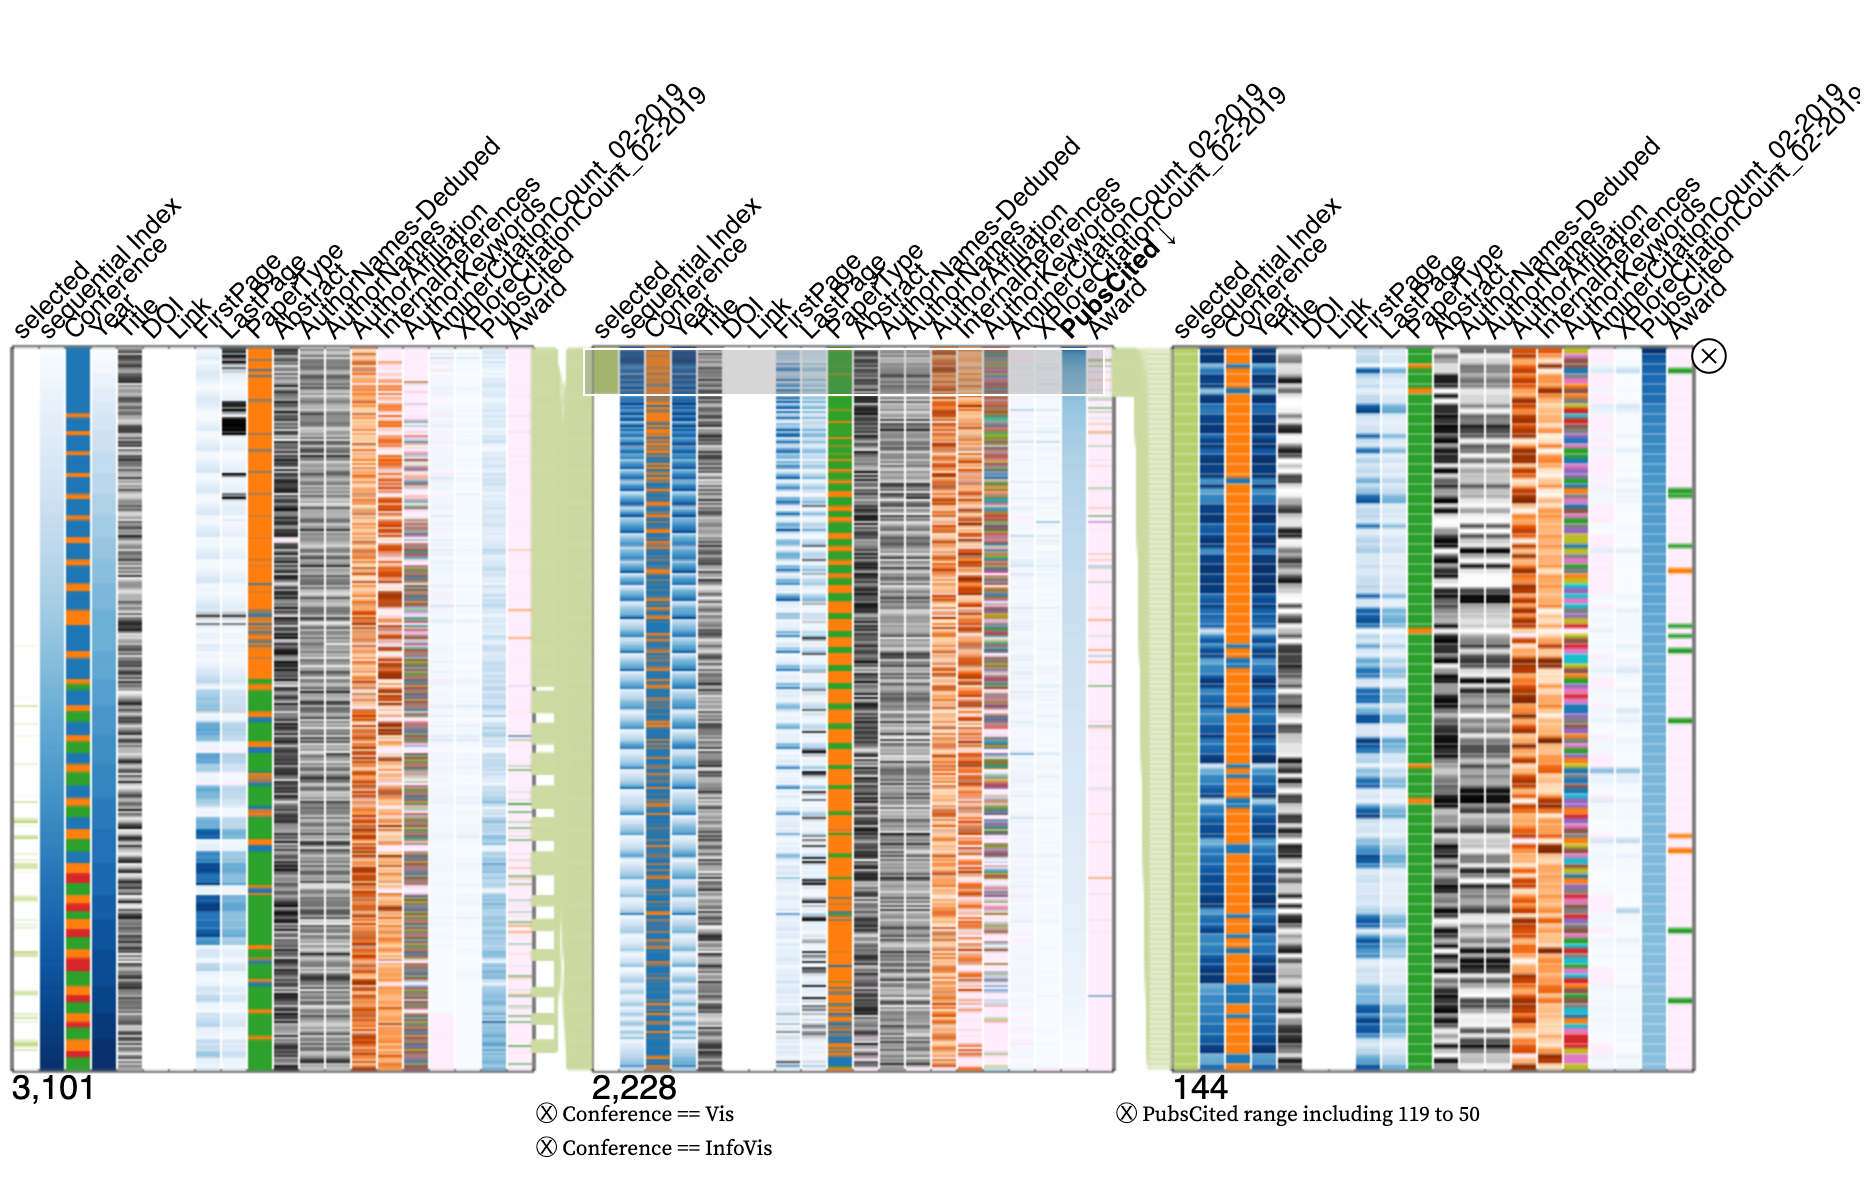 selected
Sequential Index
Conference
Year
Title
DOI
Link
FirstPage
LastPage
PaperType
Abstract
AuthorNames-Deduped
AuthorNames
AuthorAffiliation
InternalReferences
AuthorKeywords
AminerCitationCount_02-2019
XPloreCitationCount_02-2019
PubsCited
Award
selected
Sequential Index
Conference
Year
Title
DOI
Link
FirstPage
LastPage
PaperType
Abstract
AuthorNames-Deduped
AuthorNames
AuthorAffiliation
InternalReferences
AuthorKeywords
AminerCitationCount_02-2019
XPloreCitationCount_02-2019
PubsCited ↓
Award
selected
Sequential Index
Conference
Year
Title
DOI
Link
FirstPage
LastPage
PaperType
Abstract
AuthorNames-Deduped
AuthorNames
AuthorAffiliation
InternalReferences
AuthorKeywords
AminerCitationCount_02-2019
XPloreCitationCount_02-2019
PubsCited
Award
3,101
2,228
144
Ⓧ Conference == Vis
Ⓧ Conference == InfoVis
Ⓧ PubsCited range including 119 to 50